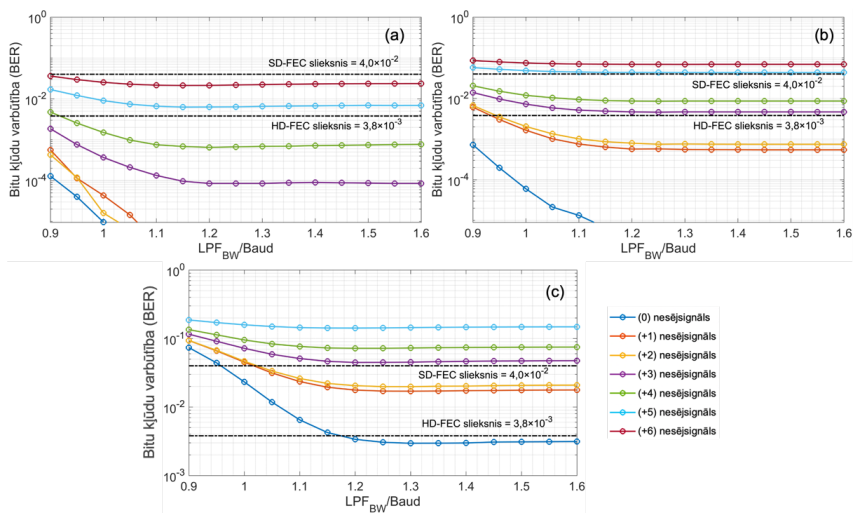 (a)
Bitu kļūdu varbūtība (BER)
10^0
10^-2
10^-4
SD-FEC slieksnis = 4,0×10^-2
HD-FEC slieksnis = 3,8×10^-3
0.9 1 1.1 1.2 1.3 1.4 1.5 1.6
LPF_BW/Baud
(b)
Bitu kļūdu varbūtība (BER)
10^0
10^-2
10^-4
SD-FEC slieksnis = 4,0×10^-2
HD-FEC slieksnis = 3,8×10^-3
0.9 1 1.1 1.2 1.3 1.4 1.5 1.6
LPF_BW/Baud
(c)
Bitu kļūdu varbūtība (BER)
10^0
10^-1
10^-2
10^-3
SD-FEC slieksnis = 4,0×10^-2
HD-FEC slieksnis = 3,8×10^-3
0.9 1 1.1 1.2 1.3 1.4 1.5 1.6
LPF_BW/Baud
(0) nesējsignāls
(+1) nesējsignāls
(+2) nesējsignāls
(+3) nesējsignāls
(+4) nesējsignāls
(+5) nesējsignāls
(+6) nesējsignāls